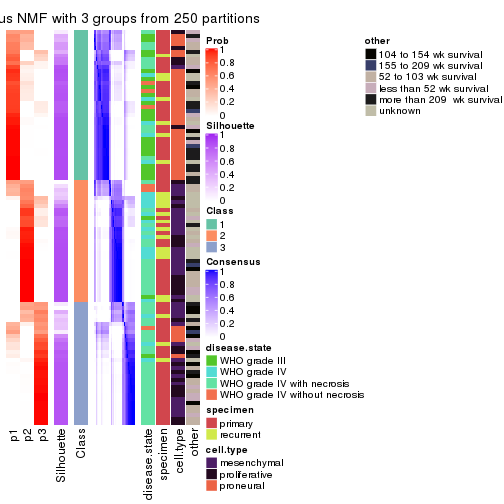 us NMF with 3 groups from 250 partitions
Prob
1
0.8
0.6
0.4
0.2
0
Silhouette
1
0.8
0.6
0.4
0.2
0
Class
1
2
3
Consensus
1
0.8
0.6
0.4
0.2
0
disease.state
WHO grade III
WHO grade IV
WHO grade IV with necrosis
WHO grade IV without necrosis
specimen
primary
recurrent
cell.type
mesenchymal
proliferative
proneural
other
104 to 154 wk survival
155 to 209 wk survival
52 to 103 wk survival
less than 52 wk survival
more than 209 wk survival
unknown
p1
p2
p3
Silhouette
Class
disease.state
specimen
cell.type
other